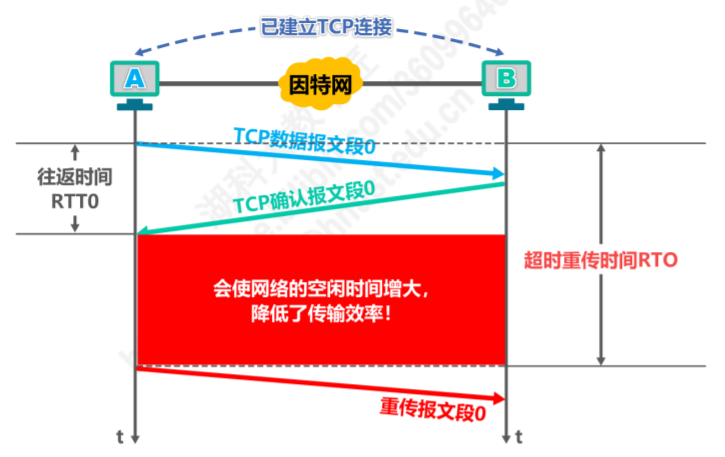 已建立TCP连接
A
因特网
B
TCP数据报文段0
往返时间
RTT0
TCP确认报文段0
超时重传时间RTO
会使网络的空闲时间增大，
降低了传输效率！
重传报文段0
t
t